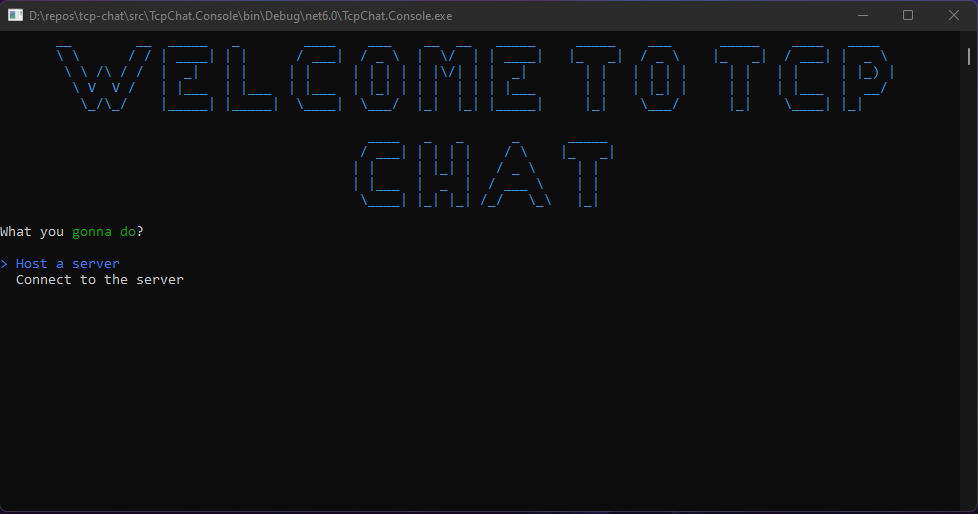 D:\repos\tcp-chat\src\TcpChat.Console\bin\Debug\net6.0\TcpChat.Console.exe
WELCOME TO TCP
CHAT
What you gonna do?
> Host a server
Connect to the server